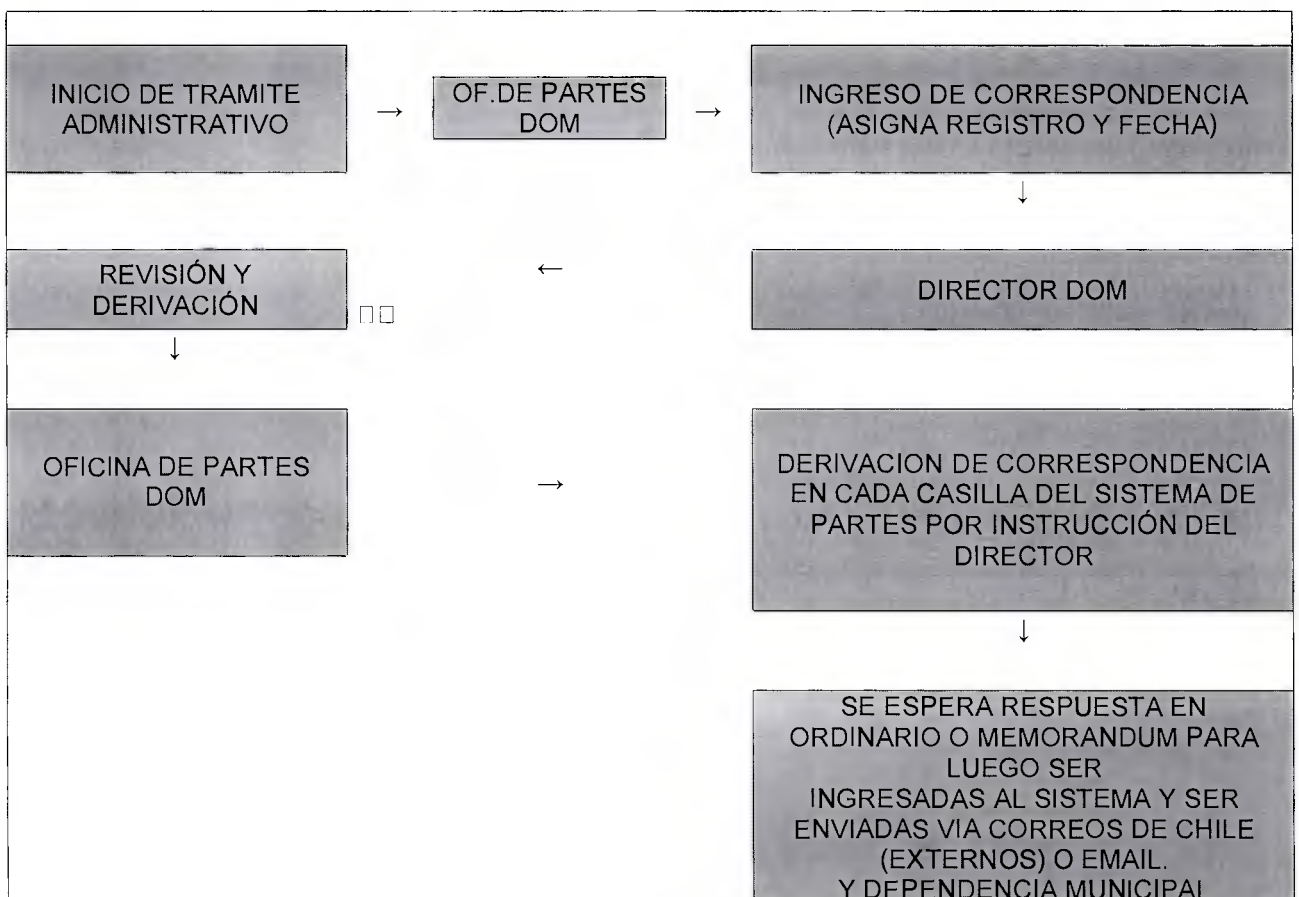 INICIO DE TRAMITE
ADMINISTRATIVO
→
OF.DE PARTES
DOM
→
INGRESO DE CORRESPONDENCIA
(ASIGNA REGISTRO Y FECHA)
↓
DIRECTOR DOM
←
REVISIÓN Y
DERIVACIÓN
↓
OFICINA DE PARTES
DOM
→
DERIVACION DE CORRESPONDENCIA
EN CADA CASILLA DEL SISTEMA DE
PARTES POR INSTRUCCIÓN DEL
DIRECTOR
↓
SE ESPERA RESPUESTA EN
ORDINARIO O MEMORANDUM PARA
LUEGO SER
INGRESADAS AL SISTEMA Y SER
ENVIADAS VIA CORREOS DE CHILE
(EXTERNOS) O EMAIL.
Y DEPENDENCIA MUNICIPAL